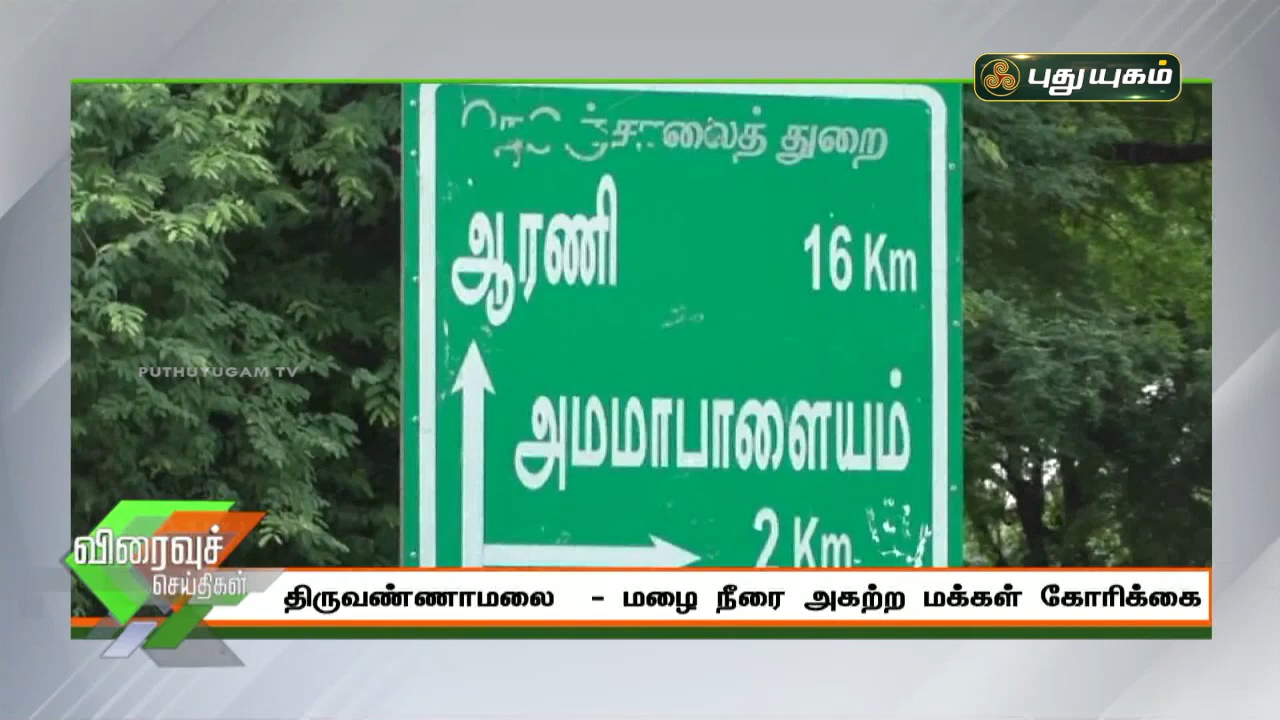 புதுயுகம்
துறை
ஆரணி 16 Km
அமமாபாளையம்
2 Km
PUTHUYUGAM TV
விரைவுச்
செய்திகள்
திருவண்ணாமலை - மழை நீரை அகற்ற மக்கள் கோரிக்கை